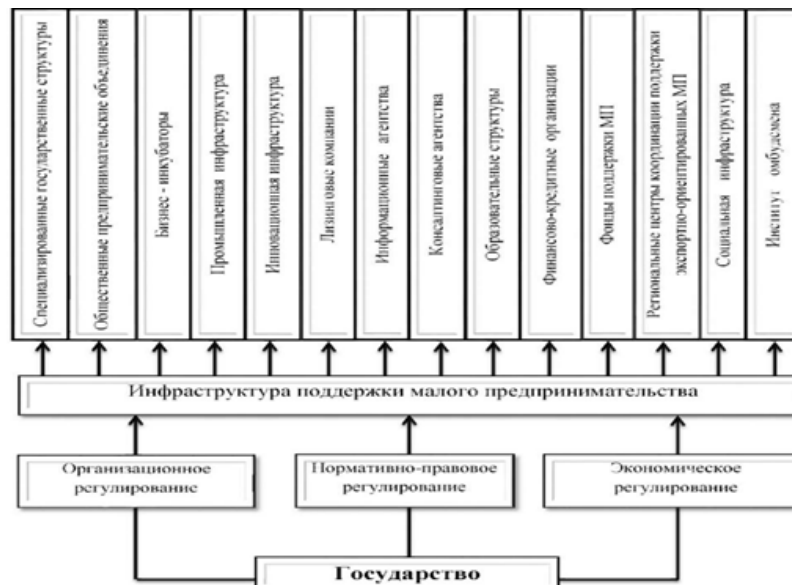 Специализированные государственные структуры
Общественные предпринимательские объединения
Бизнес - инкубаторы
Промышленная инфраструктура
Инновационная инфраструктура
Лизинговые компании
Информационные агентства
Консалтинговые агентства
Образовательные структуры
Финансово-кредитные организации
Фонды поддержки МП
Региональные центры координации поддержки
экспортно-ориентированных МП
Социальная инфраструктура
Институт омбудсмена
Инфраструктура поддержки малого предпринимательства
Организационное
регулирование
Нормативно-правовое
регулирование
Экономическое
регулирование
Государство